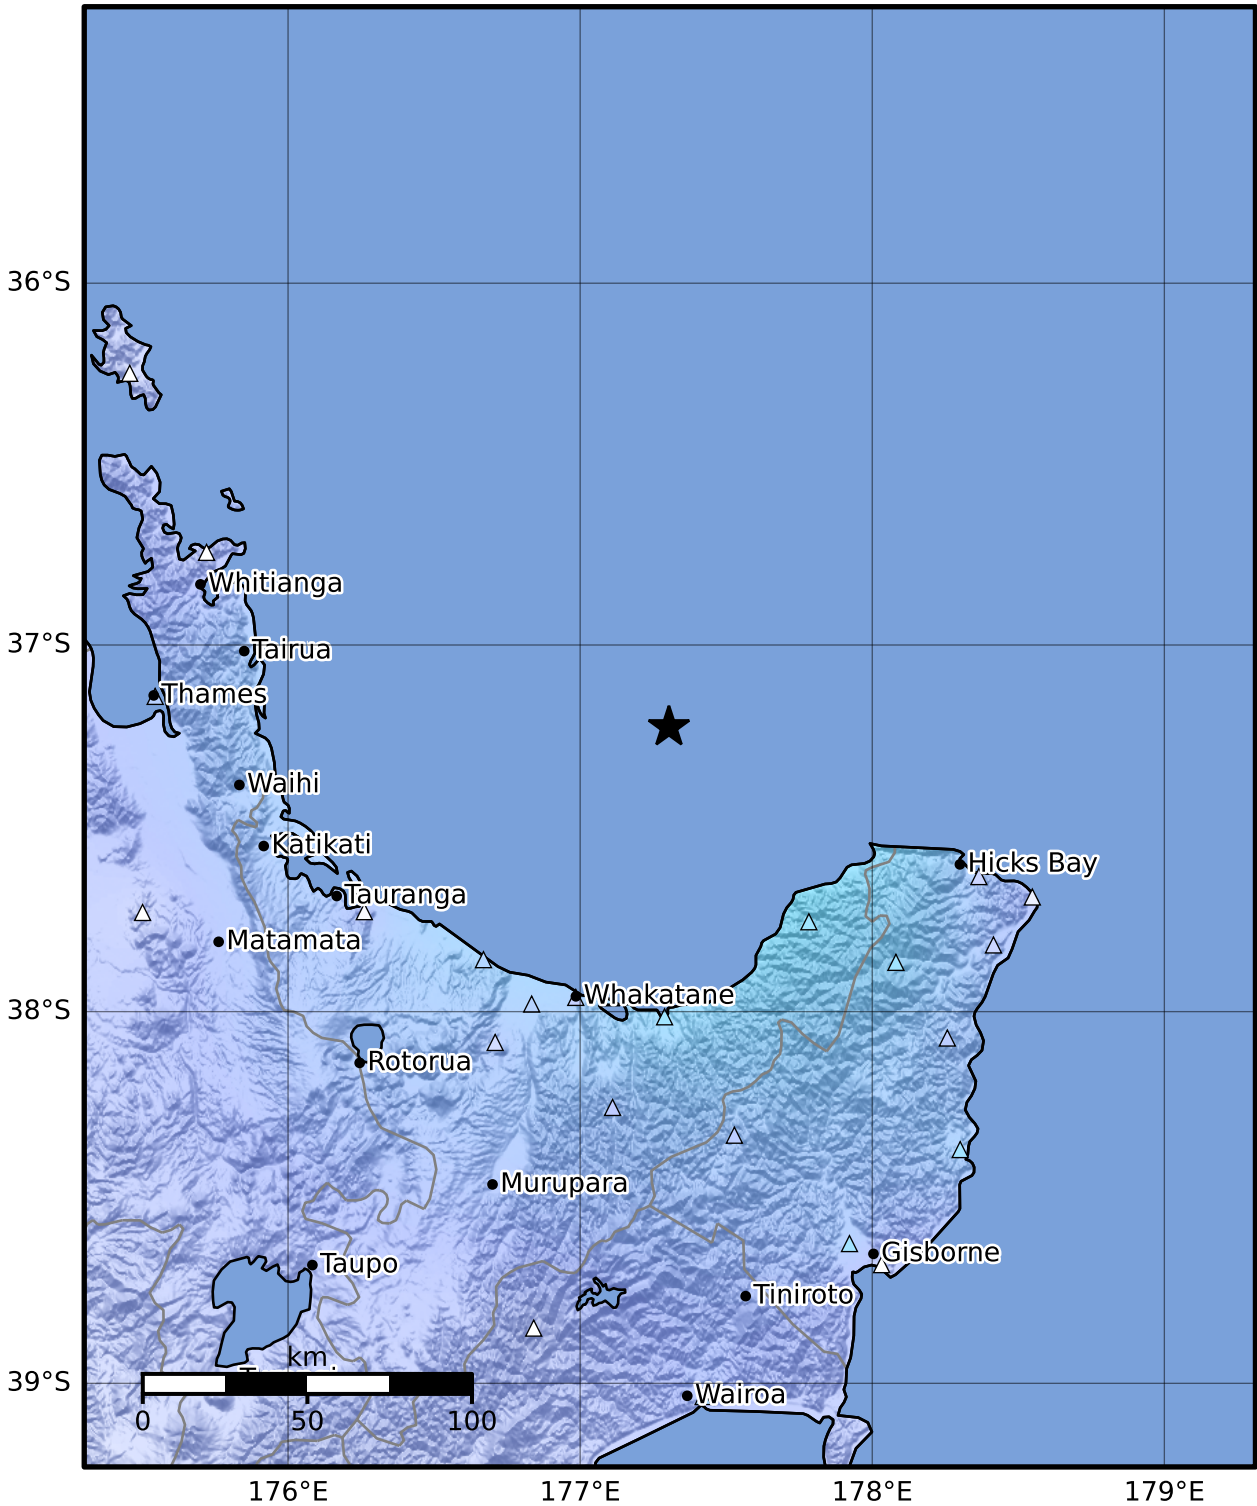 36°S
Whitianga
37°S
Tairua
Thames
Waihi
Katikati
Hicks Bay
Tauranga
Matamata
Whakatane
38°S
Rotorua
Murupara
Gisborne
Taupo
Tiniroto
km
39°S
Wairoa
0 50 100
176°E 177°E 178°E 179°E